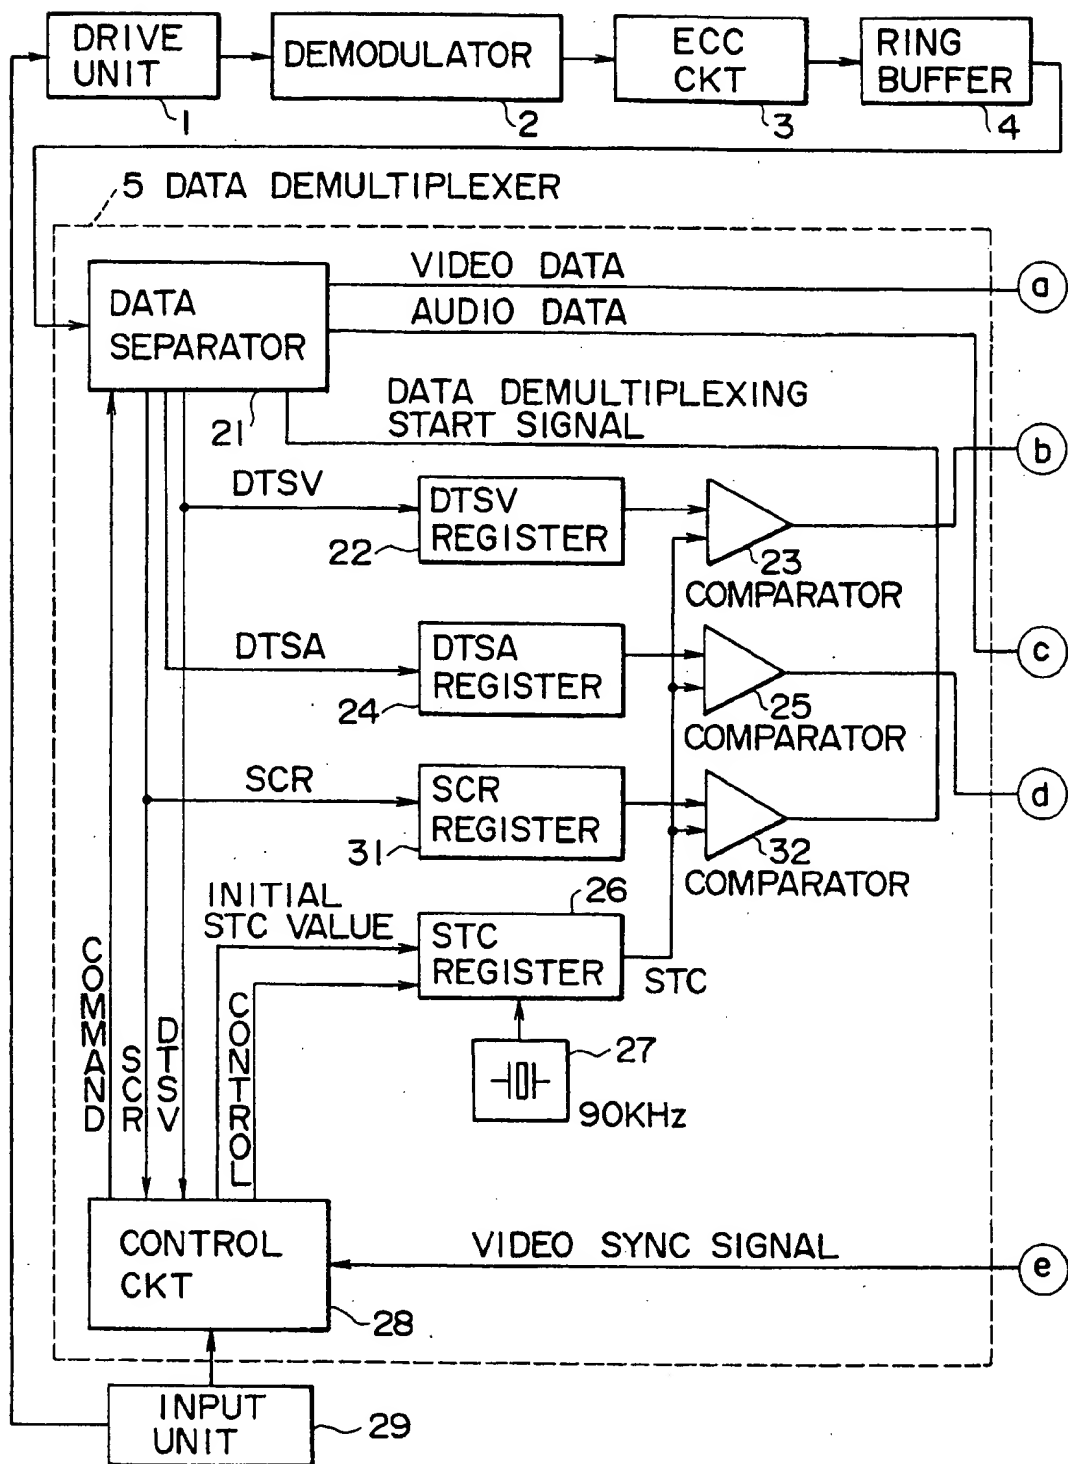 DRIVE
UNIT
1
DEMODULATOR
2
ECC
CKT
3
RING
BUFFER
4
5 DATA DEMULTIPLEXER
DATA
SEPARATOR
21
VIDEO DATA
a
AUDIO DATA
DATA DEMULTIPLEXING
START SIGNAL
b
DTSV
DTSV
REGISTER
22
23
COMPARATOR
c
DTSA
DTSA
REGISTER
24
25
COMPARATOR
d
SCR
SCR
REGISTER
31
32
COMPARATOR
INITIAL
STC VALUE
26
STC
REGISTER
STC
COMMAND
SCR
DTSV
CONTROL
27
90KHz
CONTROL
CKT
28
VIDEO SYNC SIGNAL
e
INPUT
UNIT
29